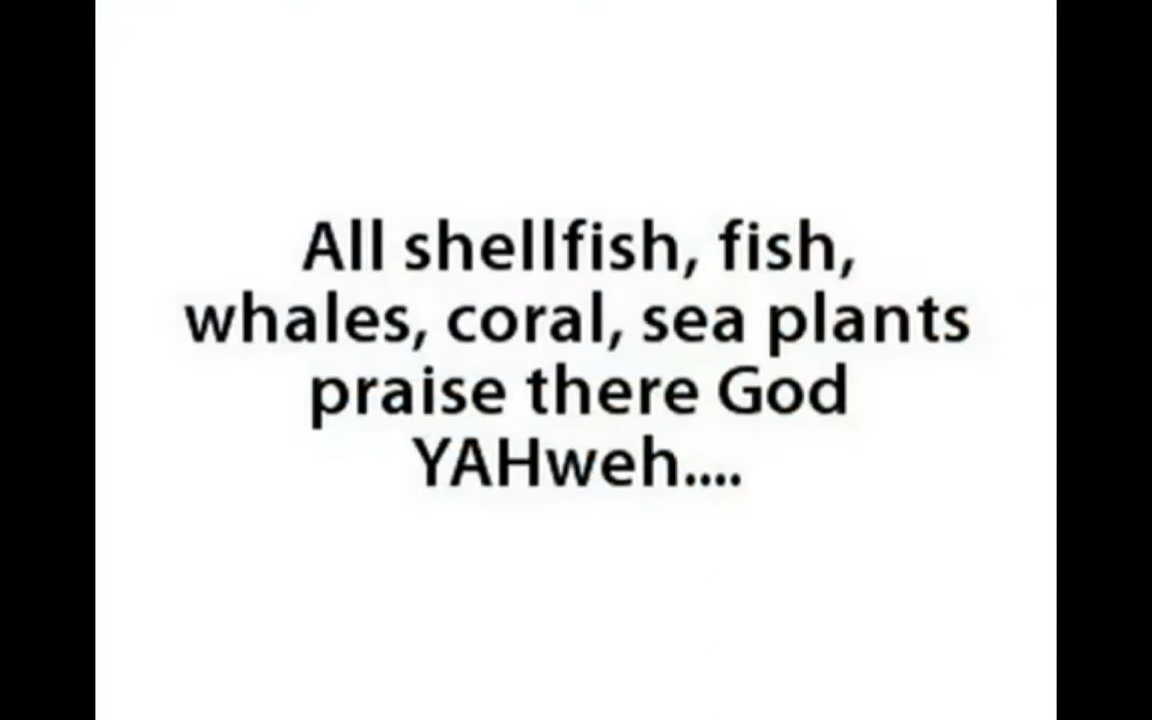 All shellfish, fish,
whales, coral, sea plants
praise there God
YAHweh....